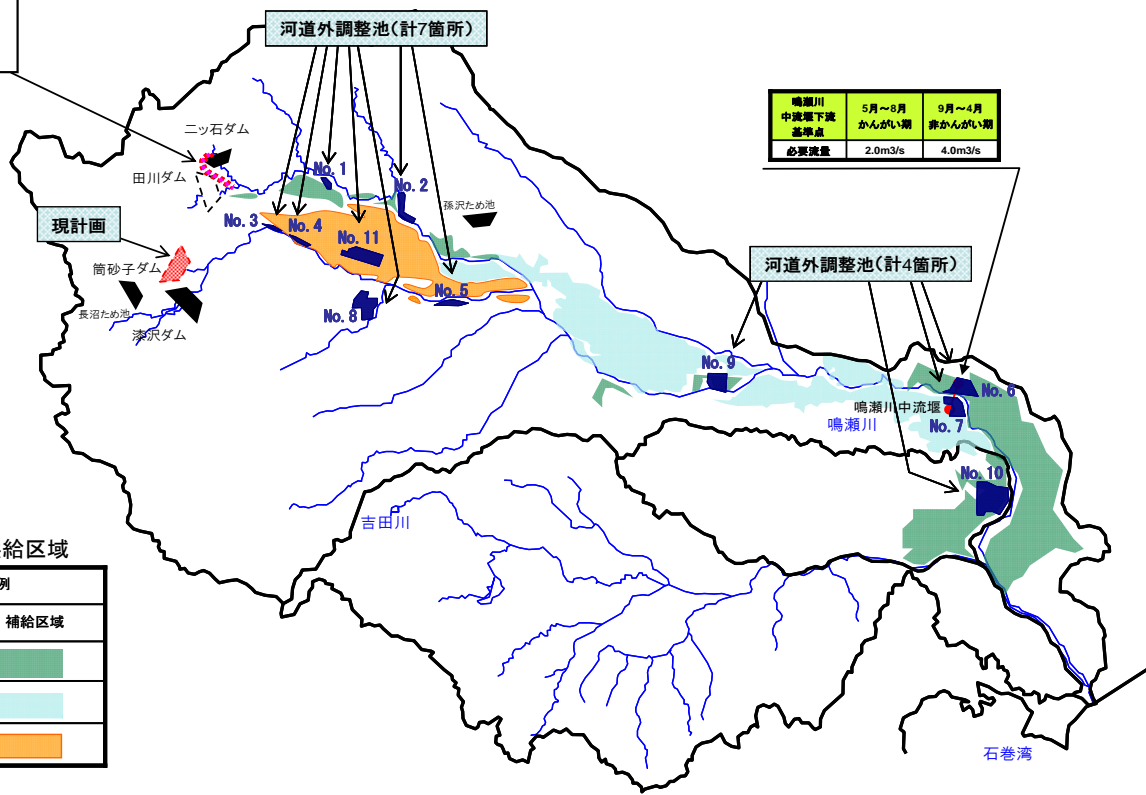 河道外調整池(計7箇所)
鳴瀬川
中流堰下流
基準点
5月～8月
かんがい期
9月～4月
非かんがい期
必要流量
2.0m3/s
4.0m3/s
二ッ石ダム
田川ダム
No.1
No.2
孫沢ため池
現計画
No.3
No.4
No.11
筒砂子ダム
長沼ため池
漆沢ダム
No.5
No.8
河道外調整池(計4箇所)
No.9
No.6
鳴瀬川中流堰
No.7
鳴瀬川
No.10
吉田川
給区域
例
補給区域
石巻湾